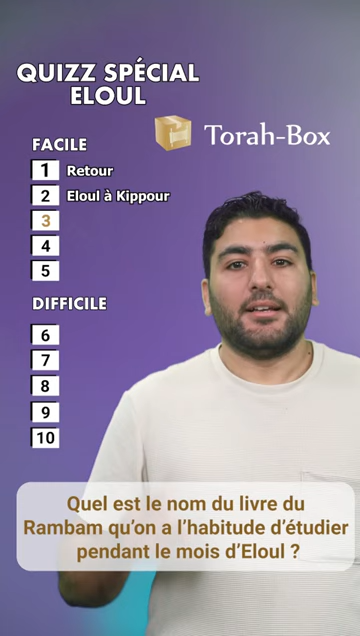 QUIZZ SPÉCIAL
ELOUL
Torah-Box
FACILE
1 Retour
2 Eloul à Kippour
3
4
5
DIFFICILE
6
7
8
9
10
Quel est le nom du livre du
Rambam qu'on a l'habitude d'étudier
pendant le mois d'Eloul ?